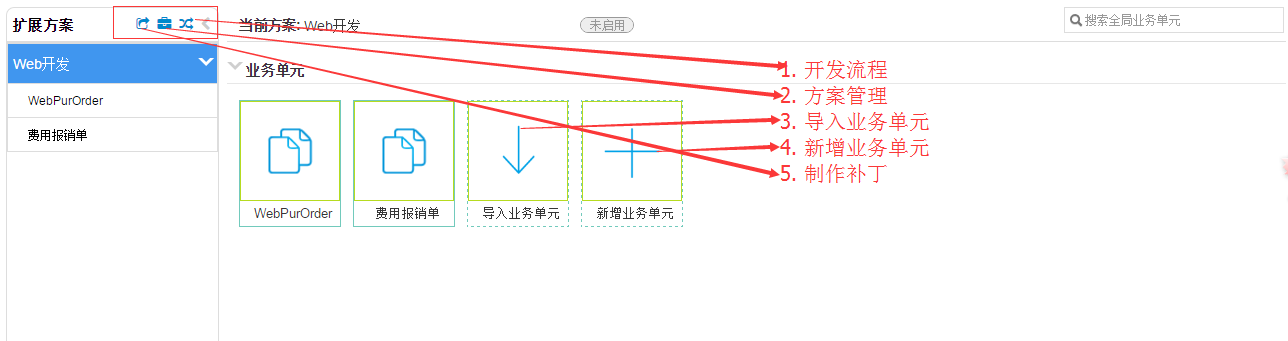 扩展方案
当前方案: Web开发
未启用
搜索全局业务单元
Web开发
WebPurOrder
费用报销单
业务单元
WebPurOrder
费用报销单
导入业务单元
新增业务单元
1. 开发流程
2. 方案管理
3. 导入业务单元
4. 新增业务单元
5. 制作补丁